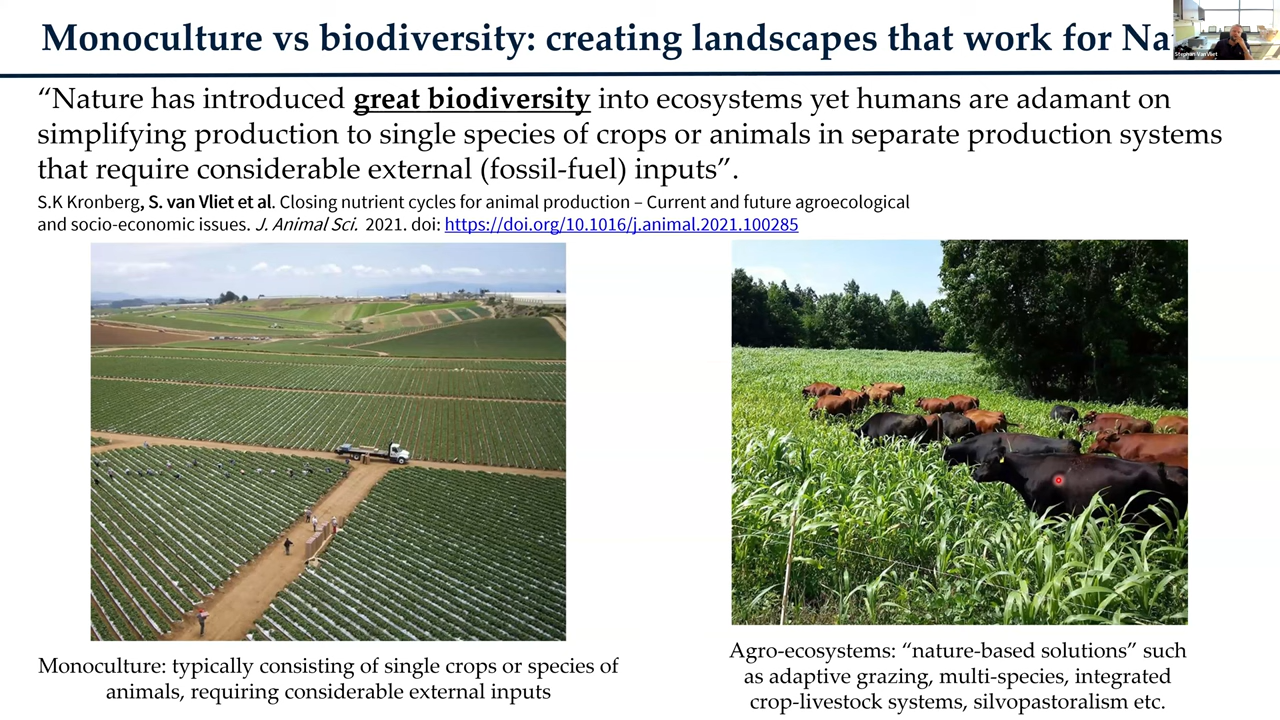 Monoculture vs biodiversity: creating landscapes that work for Na
Stephan VanVliet
“Nature has introduced great biodiversity into ecosystems yet humans are adamant on
simplifying production to single species of crops or animals in separate production systems
that require considerable external (fossil-fuel) inputs”.
S.K Kronberg, S. van Vliet et al. Closing nutrient cycles for animal production – Current and future agroecological
and socio-economic issues. J. Animal Sci. 2021. doi: https://doi.org/10.1016/j.animal.2021.100285
Monoculture: typically consisting of single crops or species of
animals, requiring considerable external inputs
Agro-ecosystems: “nature-based solutions” such
as adaptive grazing, multi-species, integrated
crop-livestock systems, silvopastoralism etc.